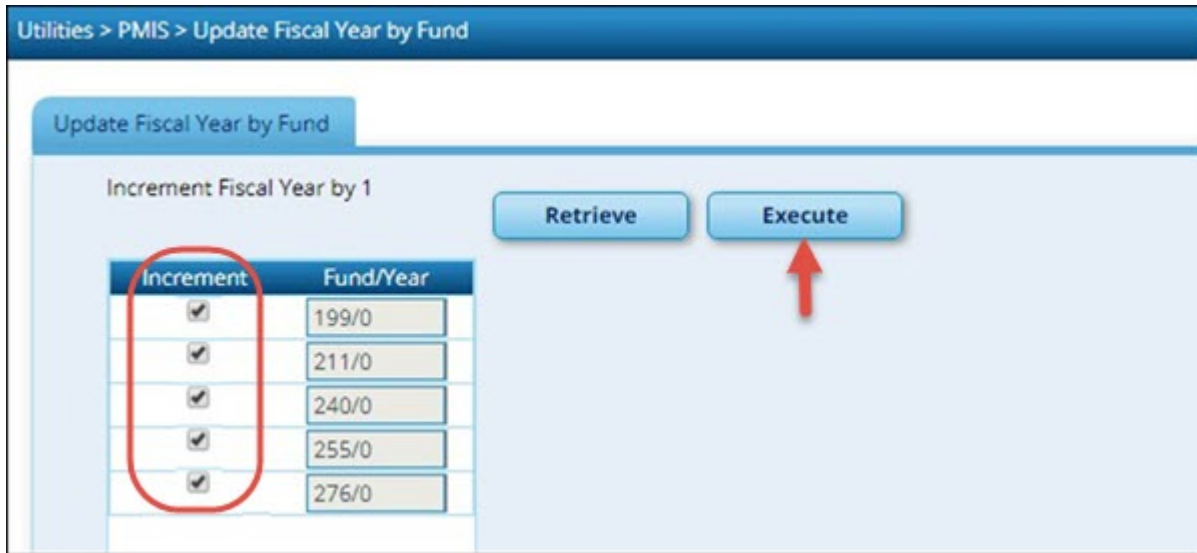 Utilities > PMIS > Update Fiscal Year by Fund
Update Fiscal Year by Fund
Increment Fiscal Year by 1
Retrieve Execute
Increment Fund/Year
199/0
211/0
240/0
255/0
276/0